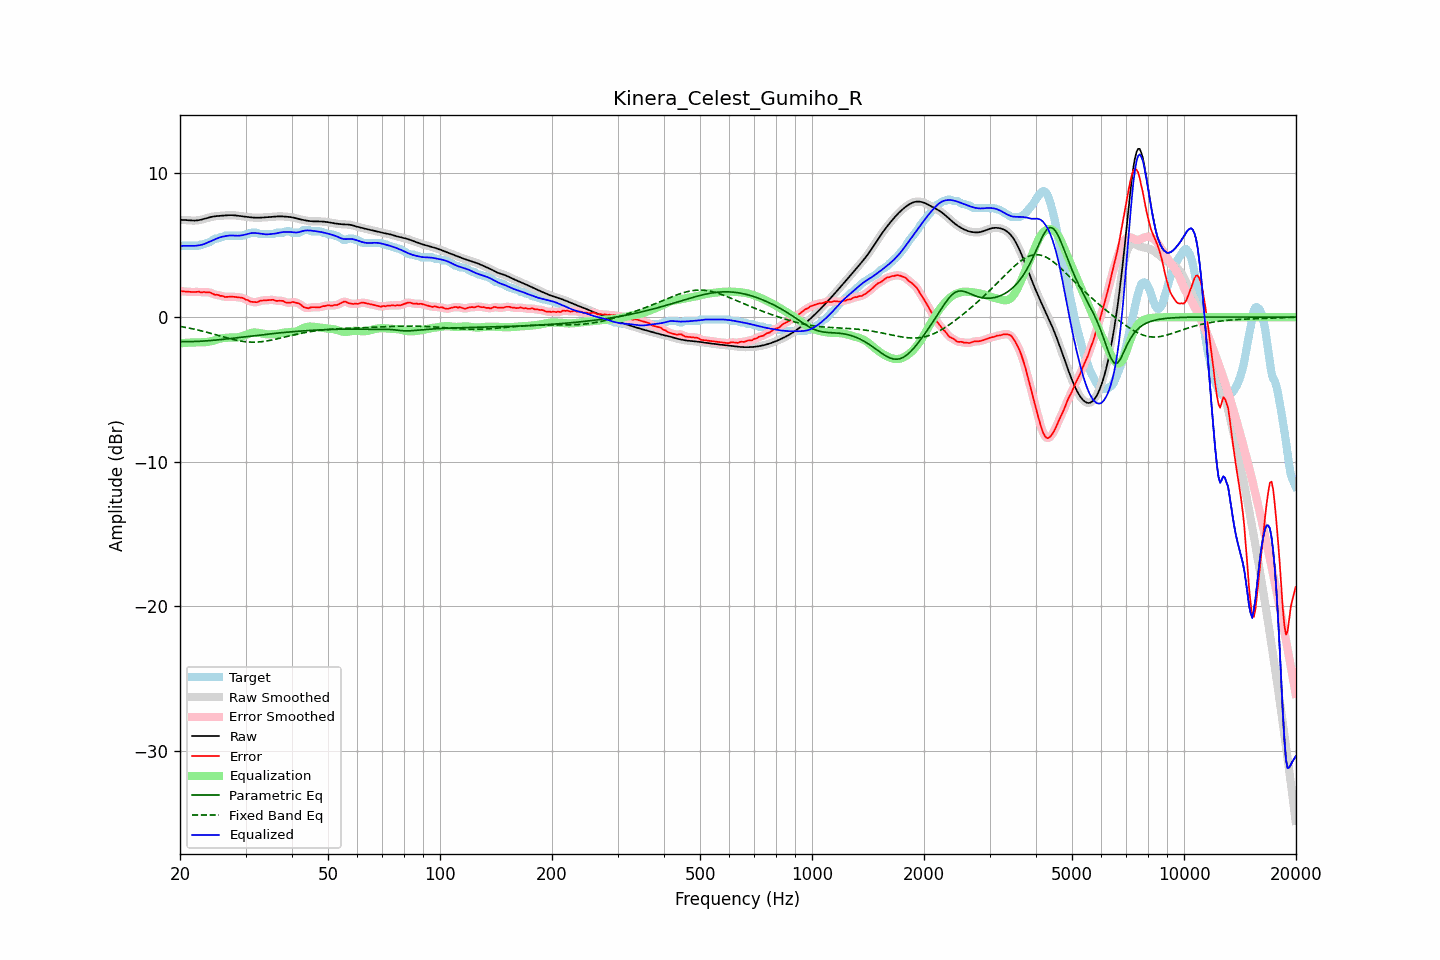 Kinera_Celest_Gumiho_R
Amplitude (dBr)
10
0
−10
−20
−30
Target
Raw Smoothed
Error Smoothed
Raw
Error
Equalization
Parametric Eq
Fixed Band Eq
Equalized
20 50 100 200 500 1000 2000 5000 10000 20000
Frequency (Hz)